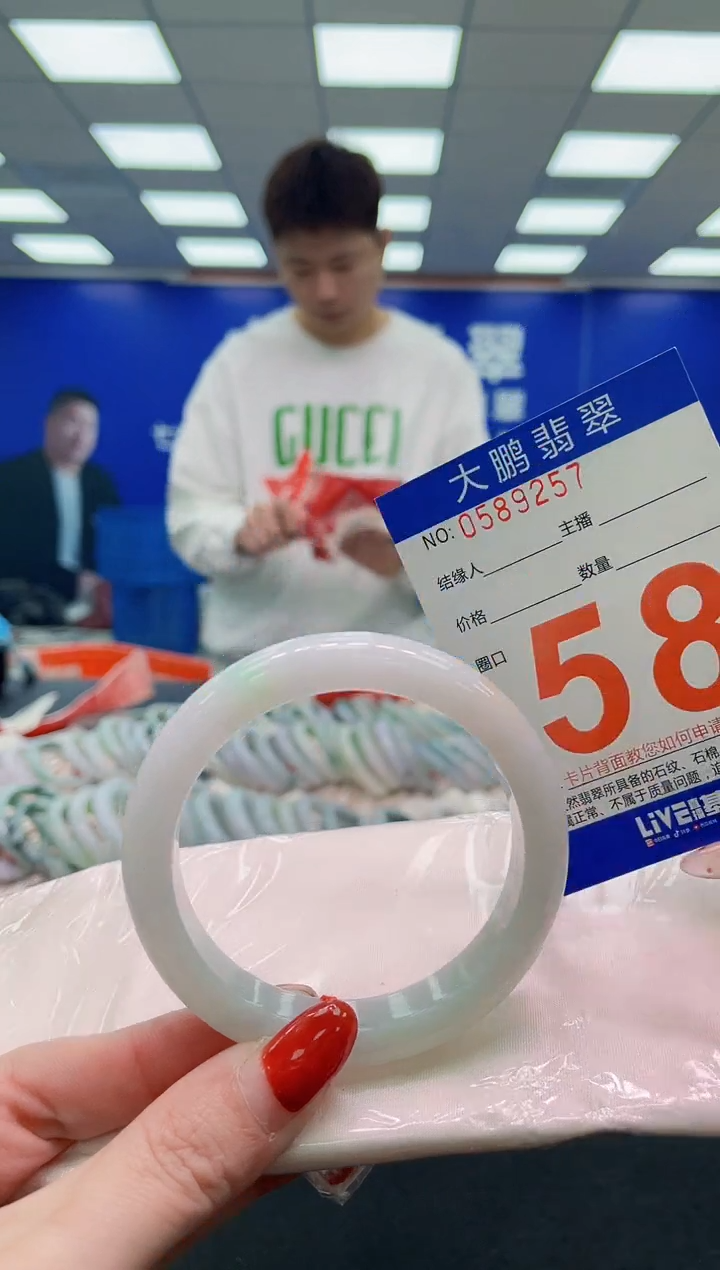 翠
GUCCI
大鹏翡翠
NO: 0589257
结缘人 主播
价格 数量
圈口
58
卡片背面教您如何申请
然翡翠所具备的石纹、石棉
属正常、不属于质量问题,
LiVE